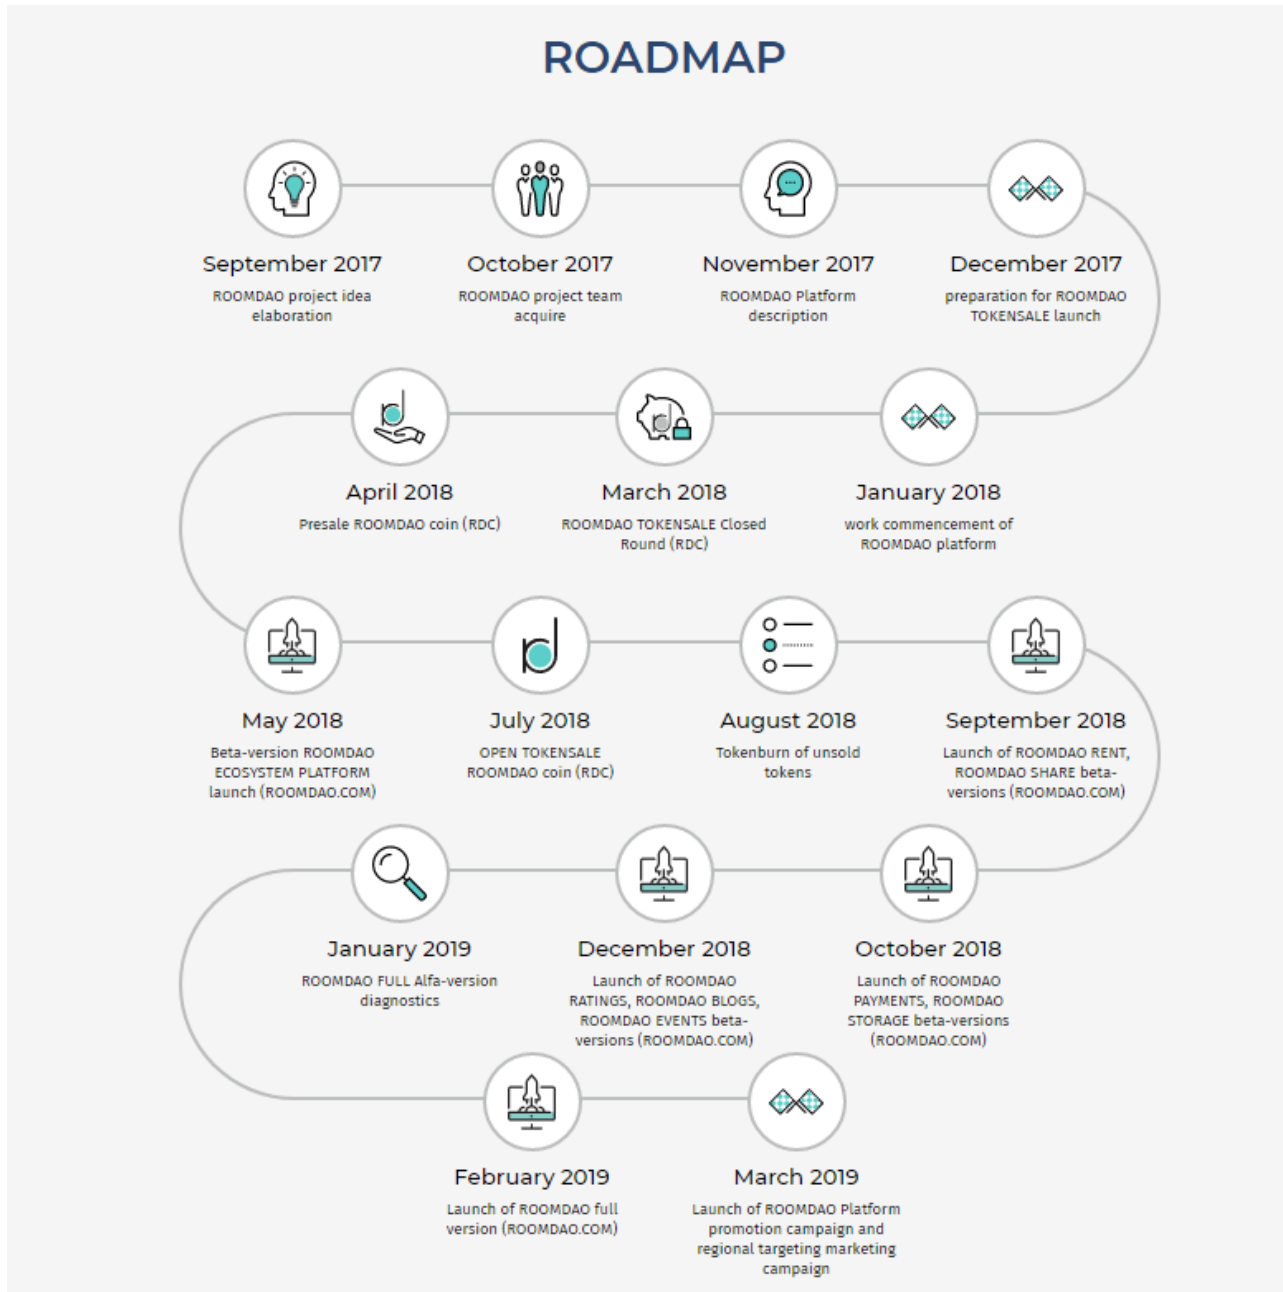 ROADMAP
September 2017
ROOMDAO project idea
elaboration
October 2017
ROOMDAO project team
acquire
November 2017
ROOMDAO Platform
description
December 2017
preparation for ROOMDAO
TOKENSALE launch
April 2018
Presale ROOMDAO coin (RDC)
March 2018
ROOMDAO TOKENSALE Closed
Round (RDC)
January 2018
work commencement of
ROOMDAO platform
May 2018
Beta-version ROOMDAO
ECOSYSTEM PLATFORM
launch (ROOMDAO.COM)
July 2018
OPEN TOKENSALE
ROOMDAO coin (RDC)
August 2018
Tokenburn of unsold
tokens
September 2018
Launch of ROOMDAO RENT,
ROOMDAO SHARE beta-
versions (ROOMDAO.COM)
January 2019
ROOMDAO FULL Alfa-version
diagnostics
December 2018
Launch of ROOMDAO
RATINGS, ROOMDAO BLOGS,
ROOMDAO EVENTS beta-
versions (ROOMDAO.COM)
October 2018
Launch of ROOMDAO
PAYMENTS, ROOMDAO
STORAGE beta-versions
(ROOMDAO.COM)
February 2019
Launch of ROOMDAO full
version (ROOMDAO.COM)
March 2019
Launch of ROOMDAO Platform
promotion campaign and
regional targeting marketing
campaign